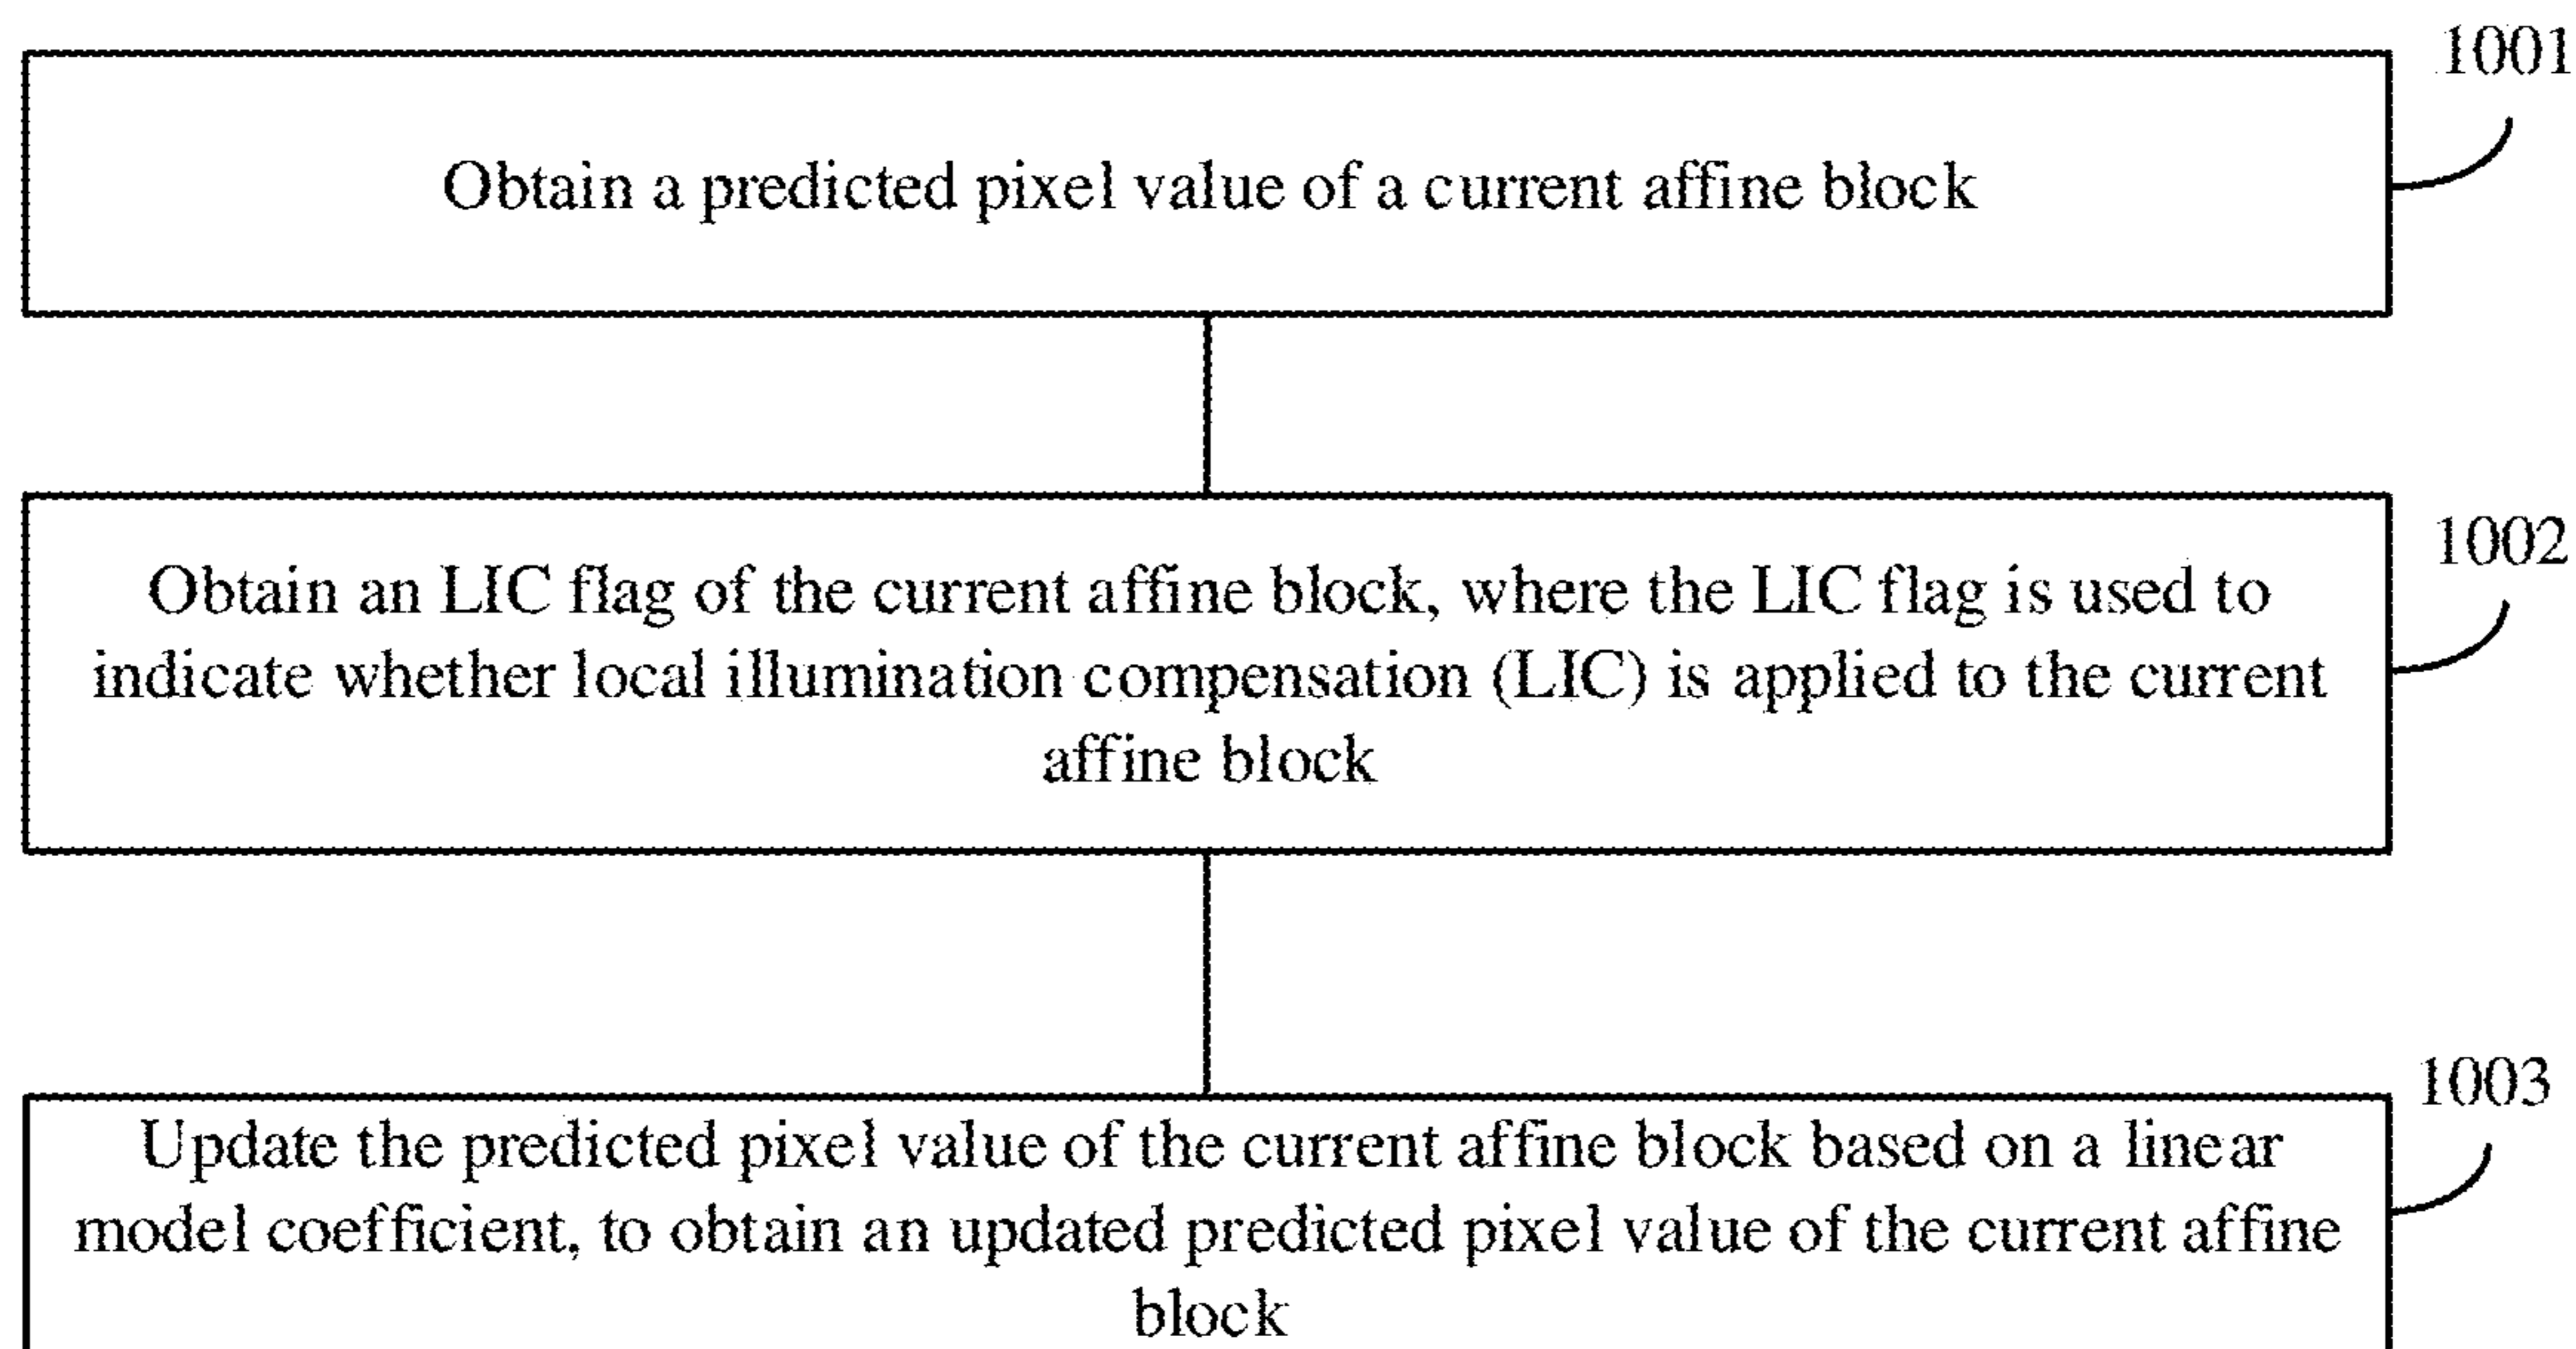 1001
Obtain a predicted pixel value of a current affine block
1002
Obtain an LIC flag of the current affine block, where the LIC flag is used to
indicate whether local illumination compensation (LIC) is applied to the current
affine block
1003
Update the predicted pixel value of the current affine block based on a linear
model coefficient, to obtain an updated predicted pixel value of the current affine
block